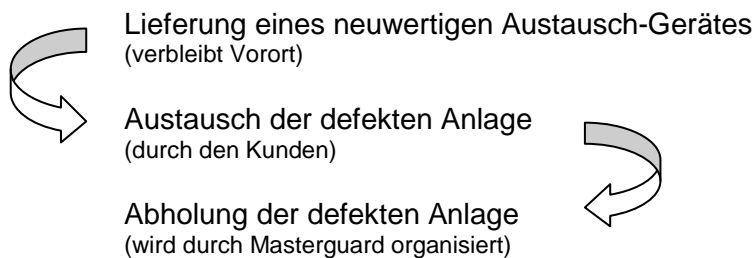 Lieferung eines neuwertigen Austausch-Gerätes
(verbleibt Vorort)
Austausch der defekten Anlage
(durch den Kunden)
Abholung der defekten Anlage
(wird durch Masterguard organisiert)